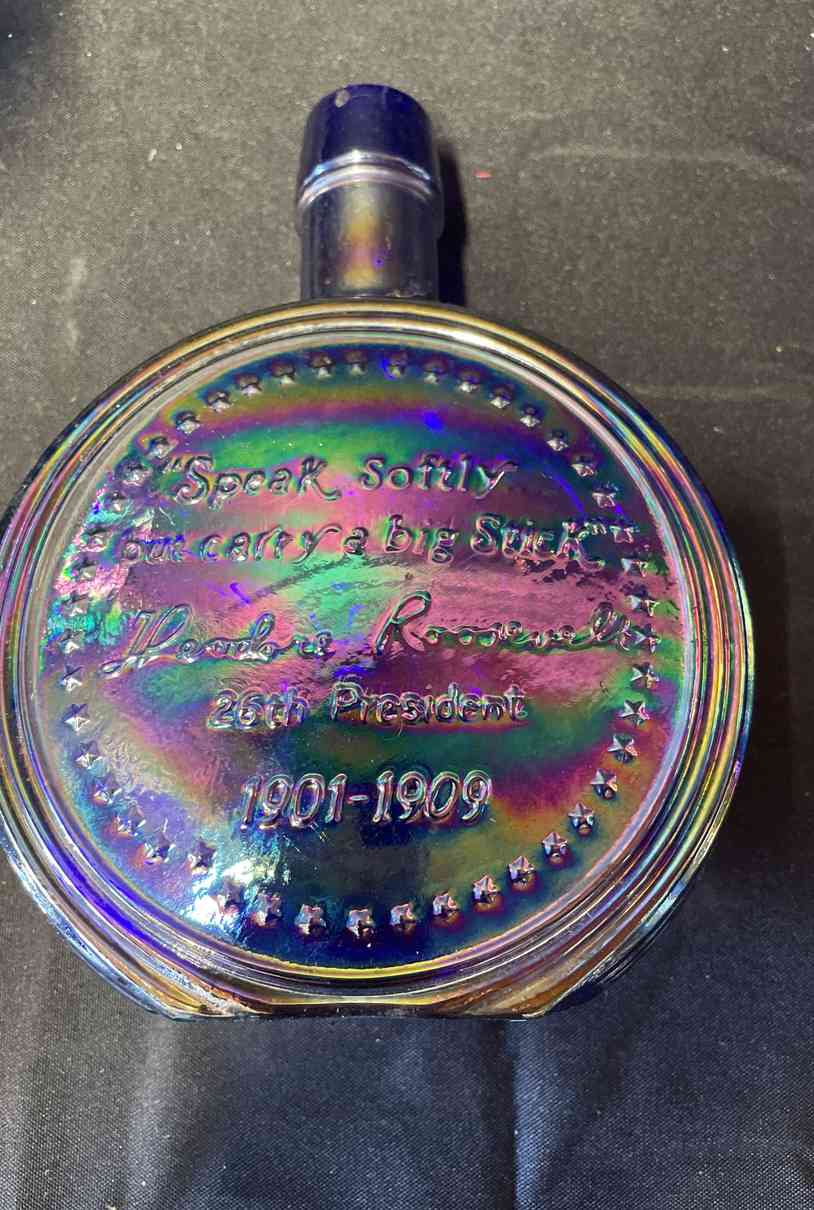 "Speak Softly
but carry a big Stick"
Theodore Roosevelt
26th President
1901-1909